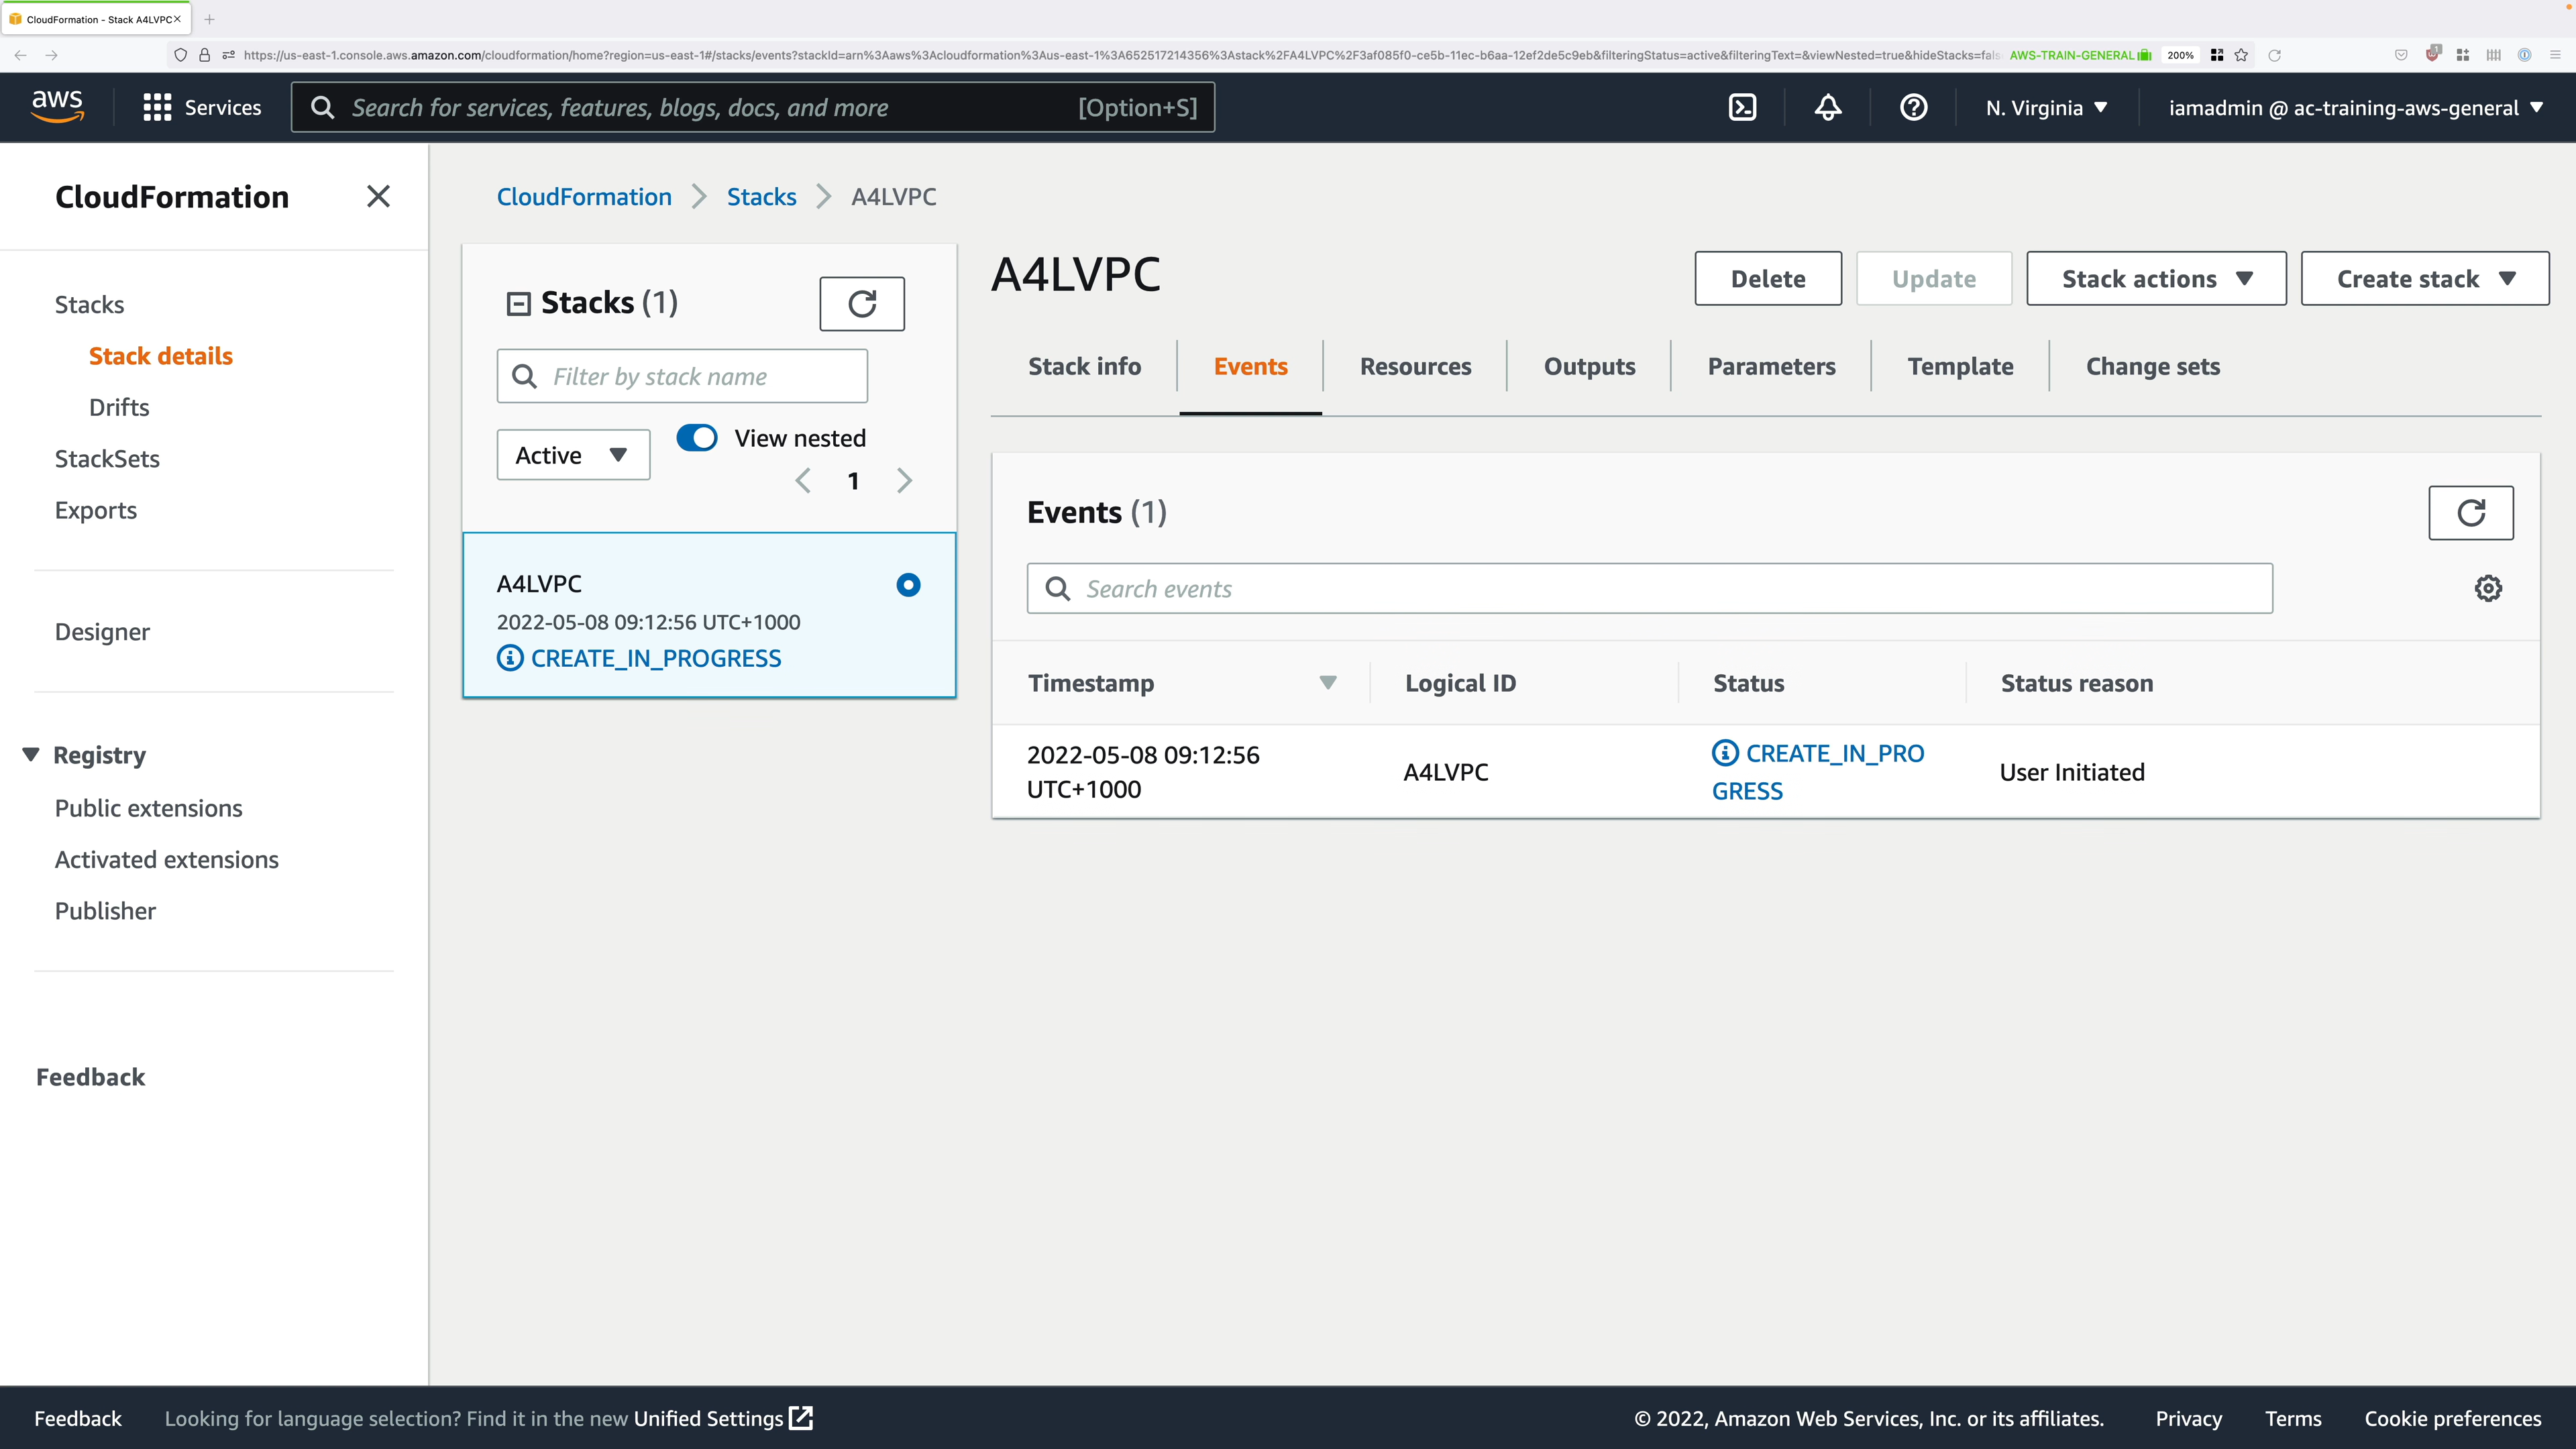 CloudFormation - Stack A4LVPC
https://us-east-1.console.aws.amazon.com/cloudformation/home?region=us-east-1#/stacks/events?stackId=arn%3Aaws%3Acloudformation%3Aus-east-1%3A652517214356%3Astack%2FA4LVPC%2F3af085f0-ce5b-11ec-b6aa-12ef2de5c9eb&filteringStatus=active&filteringText=&viewNested=true&hideStacks=fals AWS-TRAIN-GENERAL 200%
aws Services Search for services, features, blogs, docs, and more [Option+S] N. Virginia iamadmin @ ac-training-aws-general
CloudFormation
Stacks
Stack details
Drifts
StackSets
Exports
Designer
Registry
Public extensions
Activated extensions
Publisher
Feedback
CloudFormation Stacks A4LVPC
Stacks (1)
Filter by stack name
Active View nested
1
A4LVPC
2022-05-08 09:12:56 UTC+1000
CREATE_IN_PROGRESS
A4LVPC
Delete Update Stack actions Create stack
Stack info Events Resources Outputs Parameters Template Change sets
Events (1)
Search events
Timestamp Logical ID Status Status reason
2022-05-08 09:12:56
UTC+1000
A4LVPC
CREATE_IN_PRO
GRESS
User Initiated
Feedback Looking for language selection? Find it in the new Unified Settings © 2022, Amazon Web Services, Inc. or its affiliates. Privacy Terms Cookie preferences